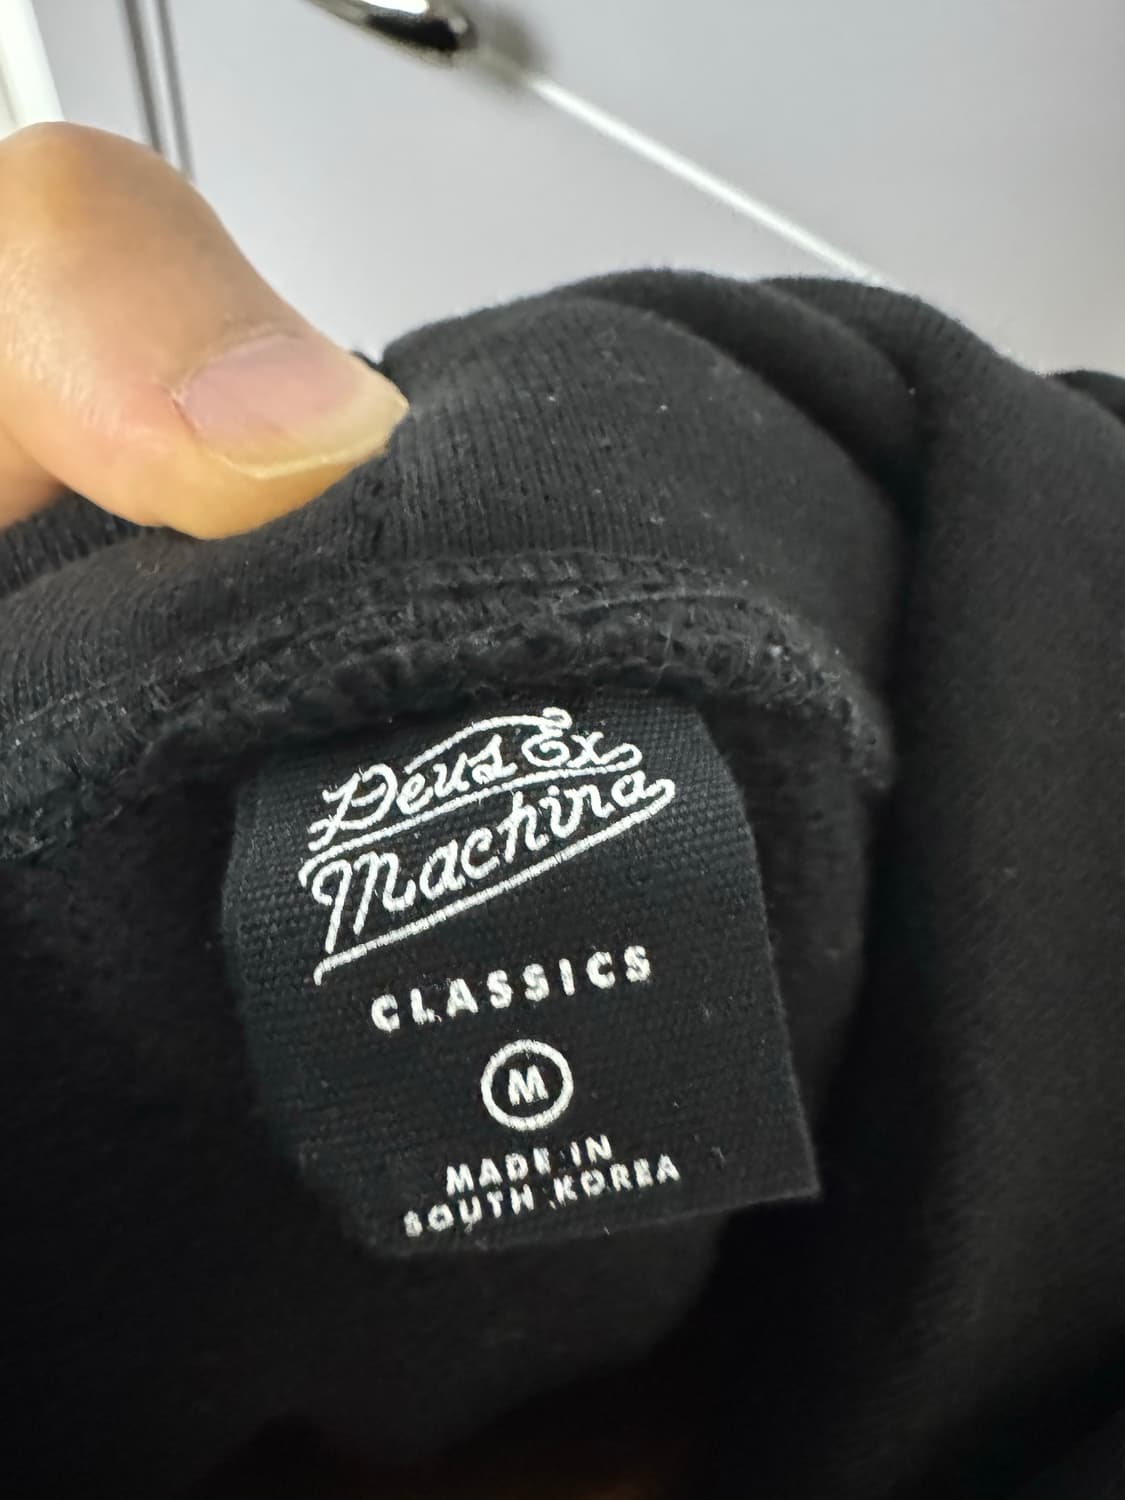 Deus Ex
Machina
CLASSICS
M
MADE IN
SOUTH KOREA